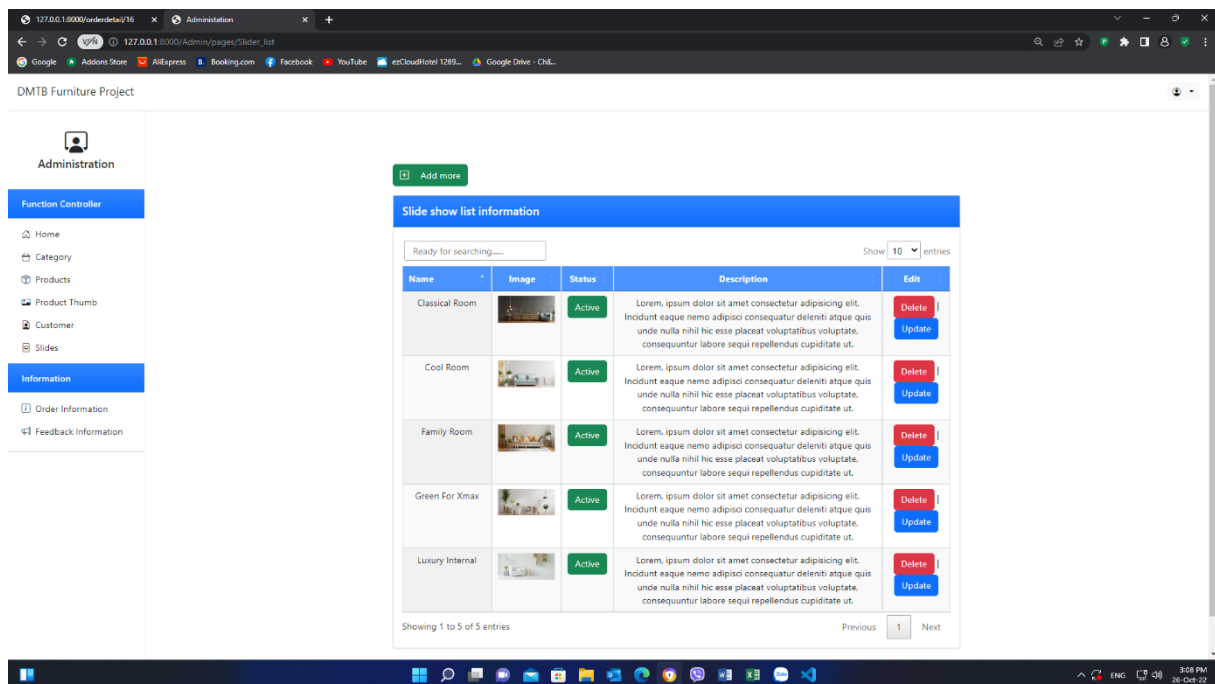 127.0.0.1:8000/orderdetail/16
Administation
VPN 127.0.0.1:8000/Admin/pages/Slider_list
Google Addons Store AliExpress Booking.com Facebook YouTube ezCloudHotel 1289... Google Drive - Chấ...
DMTB Furniture Project
Administration
Function Controller
Home
Category
Products
Product Thumb
Customer
Slides
Information
Order Information
Feedback Information
Add more
Slide show list information
Ready for searching...... Show 10 entries
Name Image Status Description Edit
Classical Room Active Lorem, ipsum dolor sit amet consectetur adipisicing elit. Delete |
Incidunt eaque nemo adipisci consequatur deleniti atque quis
unde nulla nihil hic esse placeat voluptatibus voluptate, Update
consequuntur labore sequi repellendus cupiditate ut.
Cool Room Active Lorem, ipsum dolor sit amet consectetur adipisicing elit. Delete |
Incidunt eaque nemo adipisci consequatur deleniti atque quis
unde nulla nihil hic esse placeat voluptatibus voluptate, Update
consequuntur labore sequi repellendus cupiditate ut.
Family Room Active Lorem, ipsum dolor sit amet consectetur adipisicing elit. Delete |
Incidunt eaque nemo adipisci consequatur deleniti atque quis
unde nulla nihil hic esse placeat voluptatibus voluptate, Update
consequuntur labore sequi repellendus cupiditate ut.
Green For Xmax Active Lorem, ipsum dolor sit amet consectetur adipisicing elit. Delete |
Incidunt eaque nemo adipisci consequatur deleniti atque quis
unde nulla nihil hic esse placeat voluptatibus voluptate, Update
consequuntur labore sequi repellendus cupiditate ut.
Luxury Internal Active Lorem, ipsum dolor sit amet consectetur adipisicing elit. Delete |
Incidunt eaque nemo adipisci consequatur deleniti atque quis
unde nulla nihil hic esse placeat voluptatibus voluptate, Update
consequuntur labore sequi repellendus cupiditate ut.
Showing 1 to 5 of 5 entries Previous 1 Next
ENG 3:08 PM
26-Oct-22